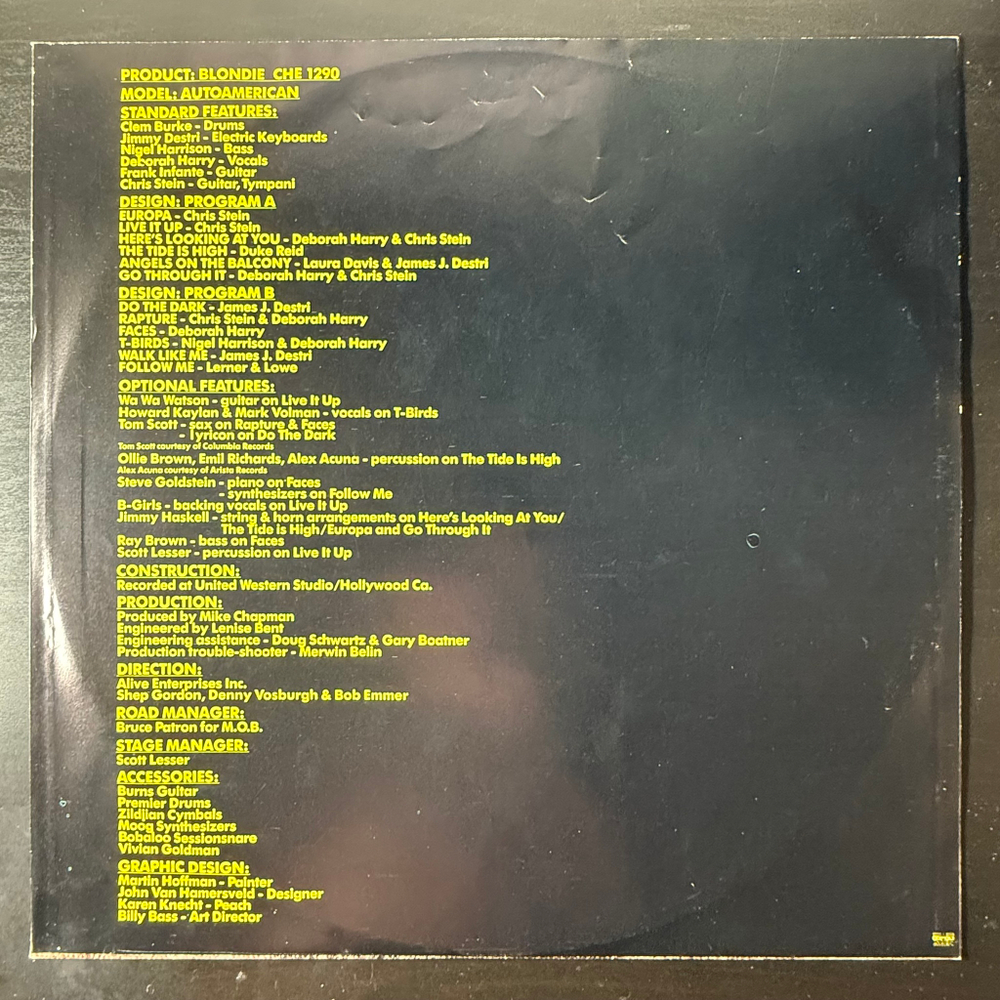 PRODUCT: BLONDIE CHE 1290
MODEL: AUTOAMERICAN
STANDARD FEATURES:
Clem Burke - Drums
Jimmy Destri - Electric Keyboards
Nigel Harrison - Bass
Deborah Harry - Vocals
Frank Infante - Guitar
Chris Stein - Guitar, Tympani
DESIGN: PROGRAM A
EUROPA - Chris Stein
LIVE IT UP - Chris Stein
HERE'S LOOKING AT YOU - Deborah Harry & Chris Stein
THE TIDE IS HIGH - Duke Reid
ANGELS ON THE BALCONY - Laura Davis & James J. Destri
GO THROUGH IT - Deborah Harry & Chris Stein
DESIGN: PROGRAM B
DO THE DARK - James J. Destri
RAPTURE - Chris Stein & Deborah Harry
FACES - Deborah Harry
T-BIRDS - Nigel Harrison & Deborah Harry
WALK LIKE ME - James J. Destri
FOLLOW ME - Lerner & Lowe
OPTIONAL FEATURES:
Wa Wa Watson - guitar on Live It Up
Howard Kaylan & Mark Volman - vocals on T-Birds
Tom Scott - sax on Rapture & Faces
- Lyricon on Do The Dark
Tom Scott courtesy of Columbia Records
Ollie Brown, Emil Richards, Alex Acuna - percussion on The Tide Is High
Alex Acuna courtesy of Arista Records
Steve Goldstein - piano on Faces
- synthesizers on Follow Me
B-Girls - backing vocals on Live It Up
Jimmy Haskell - string & horn arrangements on Here's Looking At You/
The Tide is High/Europa and Go Through It
Ray Brown - bass on Faces
Scott Lesser - percussion on Live It Up
CONSTRUCTION:
Recorded at United Western Studio/Hollywood Ca.
PRODUCTION:
Produced by Mike Chapman
Engineered by Lenise Bent
Engineering assistance - Doug Schwartz & Gary Boatner
Production trouble-shooter - Merwin Belin
DIRECTION:
Alive Enterprises Inc.
Shep Gordon, Denny Vosburgh & Bob Emmer
ROAD MANAGER:
Bruce Patron for M.O.B.
STAGE MANAGER:
Scott Lesser
ACCESSORIES:
Burns Guitar
Premier Drums
Zildjian Cymbals
Moog Synthesizers
Bobaloo Sessionsnare
Vivian Goldman
GRAPHIC DESIGN:
Martin Hoffman - Painter
John Van Hamersveld - Designer
Karen Knecht - Peach
Billy Bass - Art Director